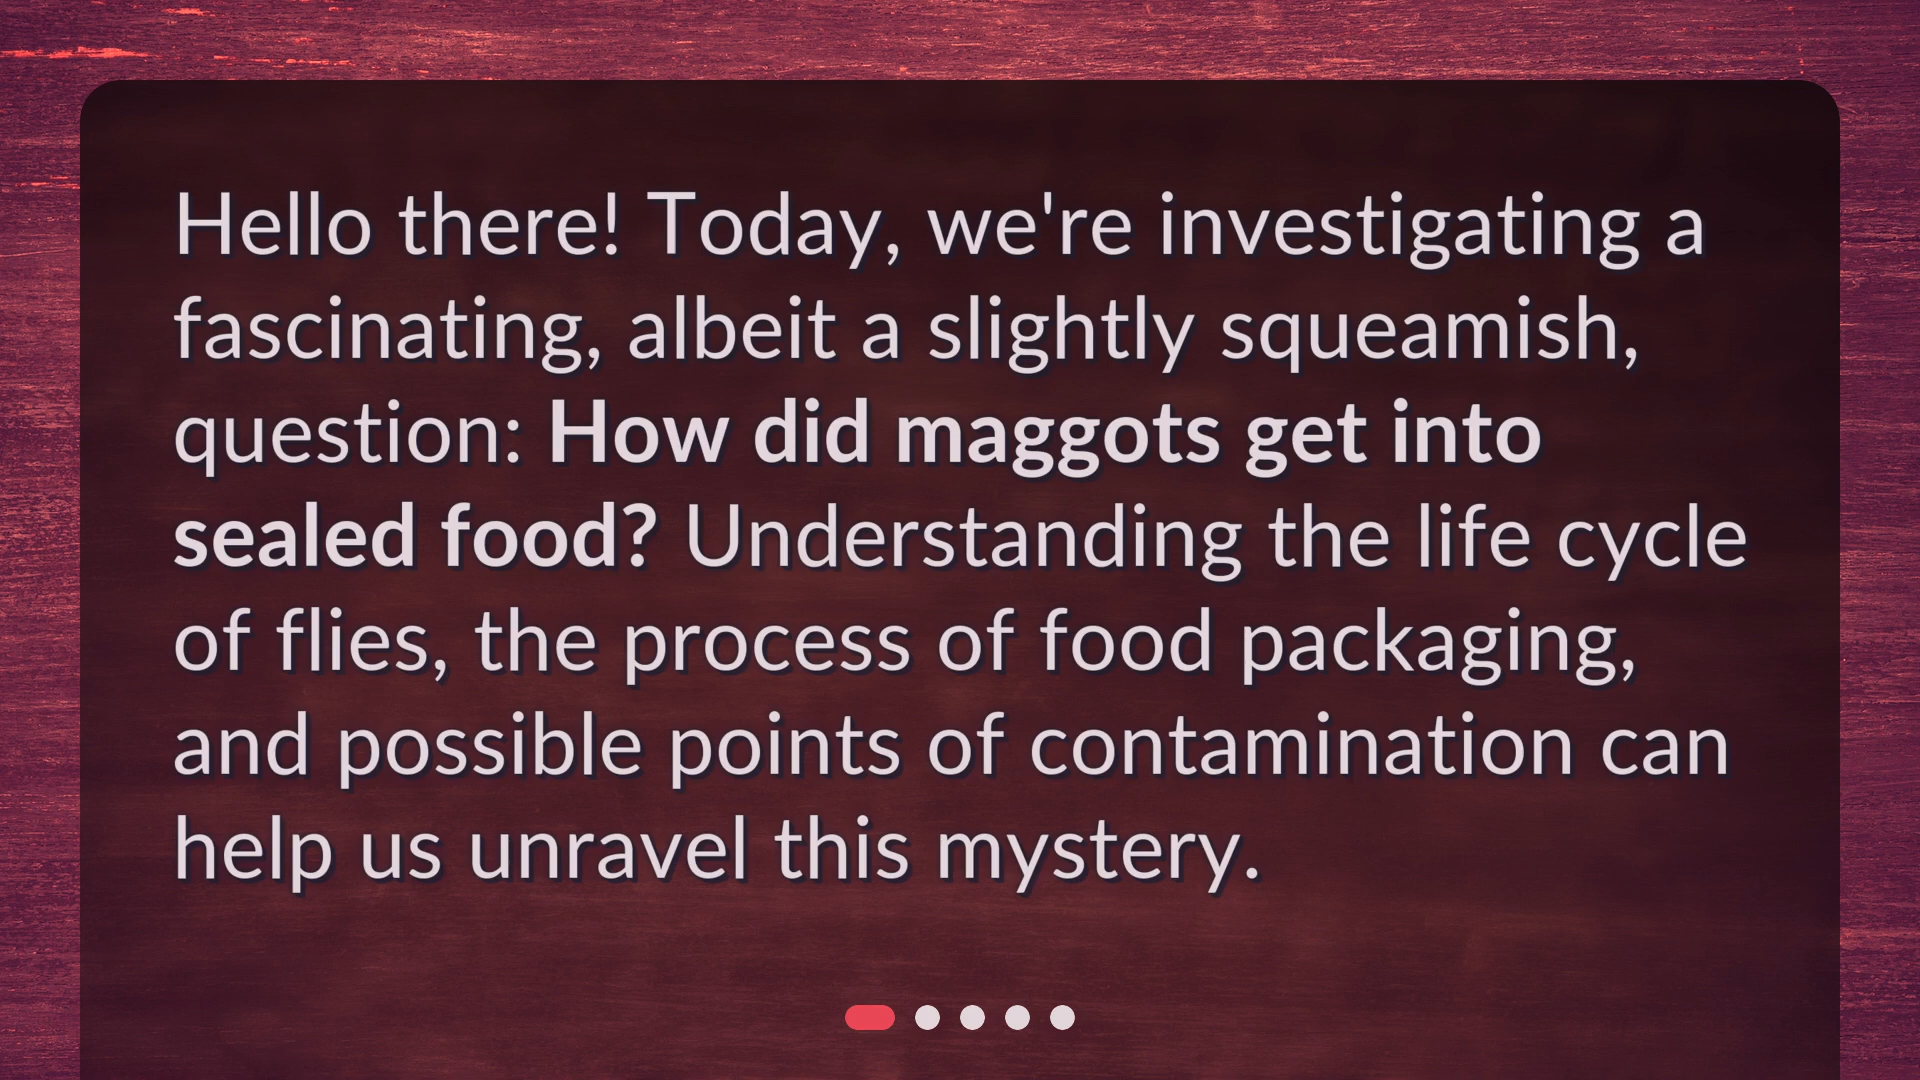 Hello there! Today, we're investigating a
fascinating, albeit a slightly squeamish,
question: How did maggots get into
sealed food? Understanding the life cycle
of flies, the process of food packaging,
and possible points of contamination can
help us unravel this mystery.